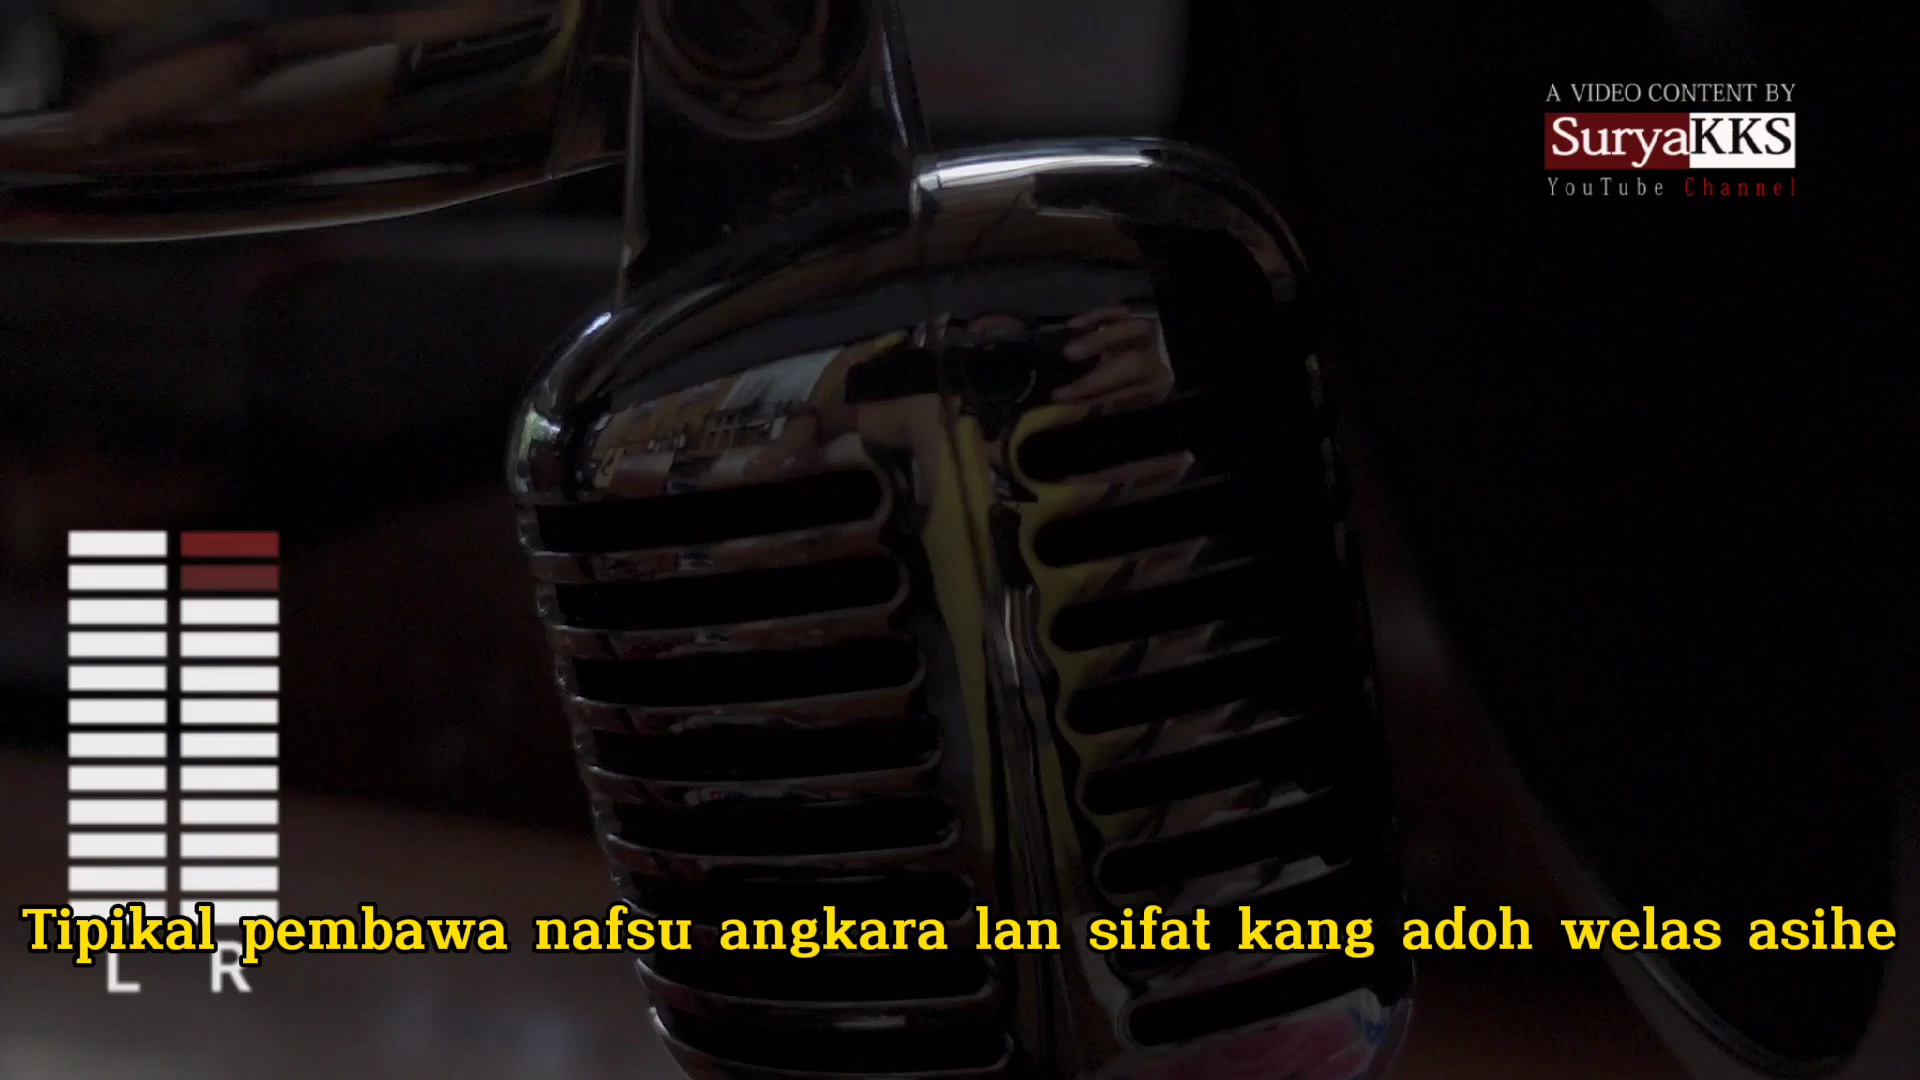 A VIDEO CONTENT BY
SuryaKKS
YouTube Channel
Tipikal pembawa nafsu angkara lan sifat kang adoh welas asihe
L R